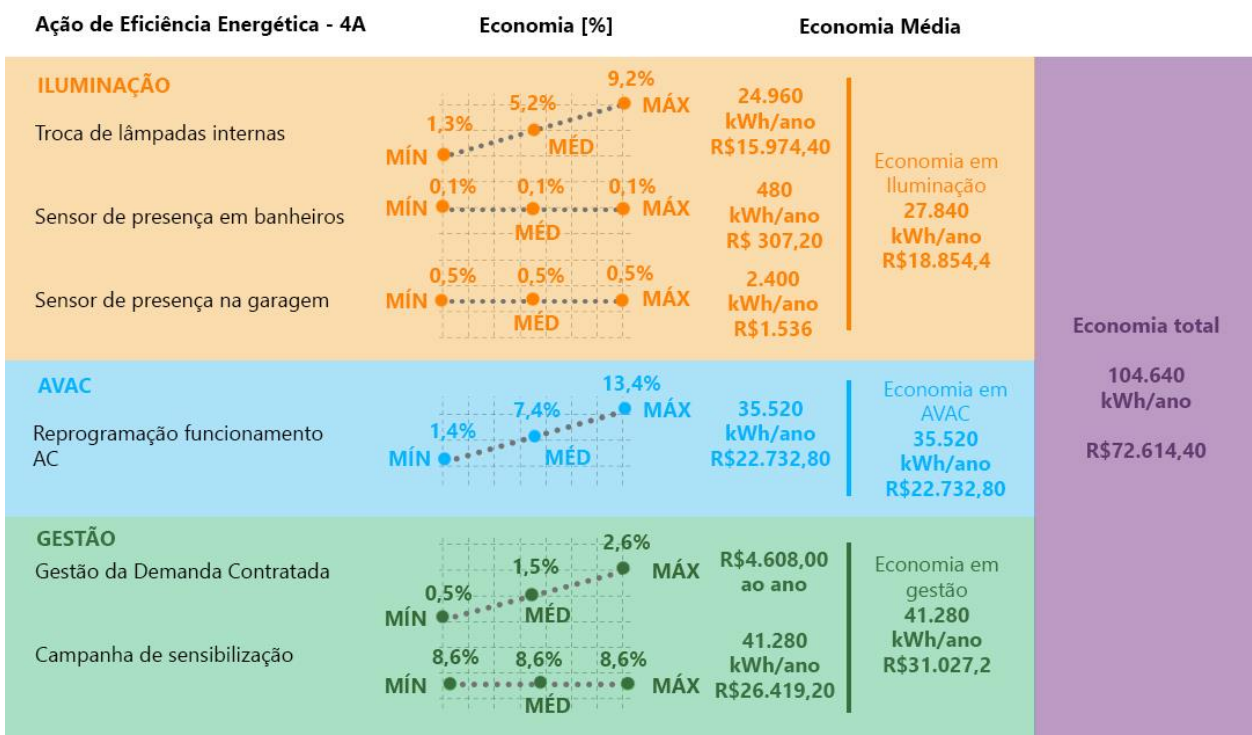 Ação de Eficiência Energética - 4A
Economia [%]
Economia Média
ILUMINAÇÃO
Troca de lâmpadas internas
1,3%
5,2%
9,2%
MÍN
MÉD
MÁX
24.960
kWh/ano
R$15.974,40
Sensor de presença em banheiros
0,1%
0,1%
0,1%
MÍN
MÉD
MÁX
480
kWh/ano
R$ 307,20
Sensor de presença na garagem
0,5%
0,5%
0,5%
MÍN
MÉD
MÁX
2.400
kWh/ano
R$1.536
Economia em
Iluminação
27.840
kWh/ano
R$18.854,4
AVAC
Reprogramação funcionamento
AC
1,4%
7,4%
13,4%
MÍN
MÉD
MÁX
35.520
kWh/ano
R$22.732,80
Economia em
AVAC
35.520
kWh/ano
R$22.732,80
GESTÃO
Gestão da Demanda Contratada
0,5%
1,5%
2,6%
MÍN
MÉD
MÁX
R$4.608,00
ao ano
Campanha de sensibilização
8,6%
8,6%
8,6%
MÍN
MÉD
MÁX
41.280
kWh/ano
R$26.419,20
Economia em
gestão
41.280
kWh/ano
R$31.027,2
Economia total
104.640
kWh/ano
R$72.614,40